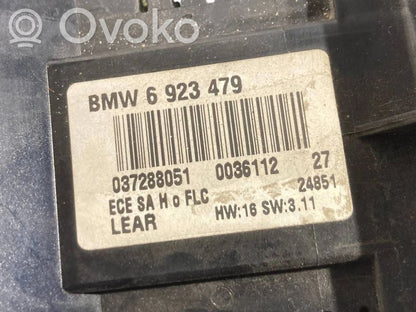 OVOKO
BMW 6 923 479
037288051 0036112 27
ECE SA H o FLC 24851
LEAR HW:16 SW:3.11